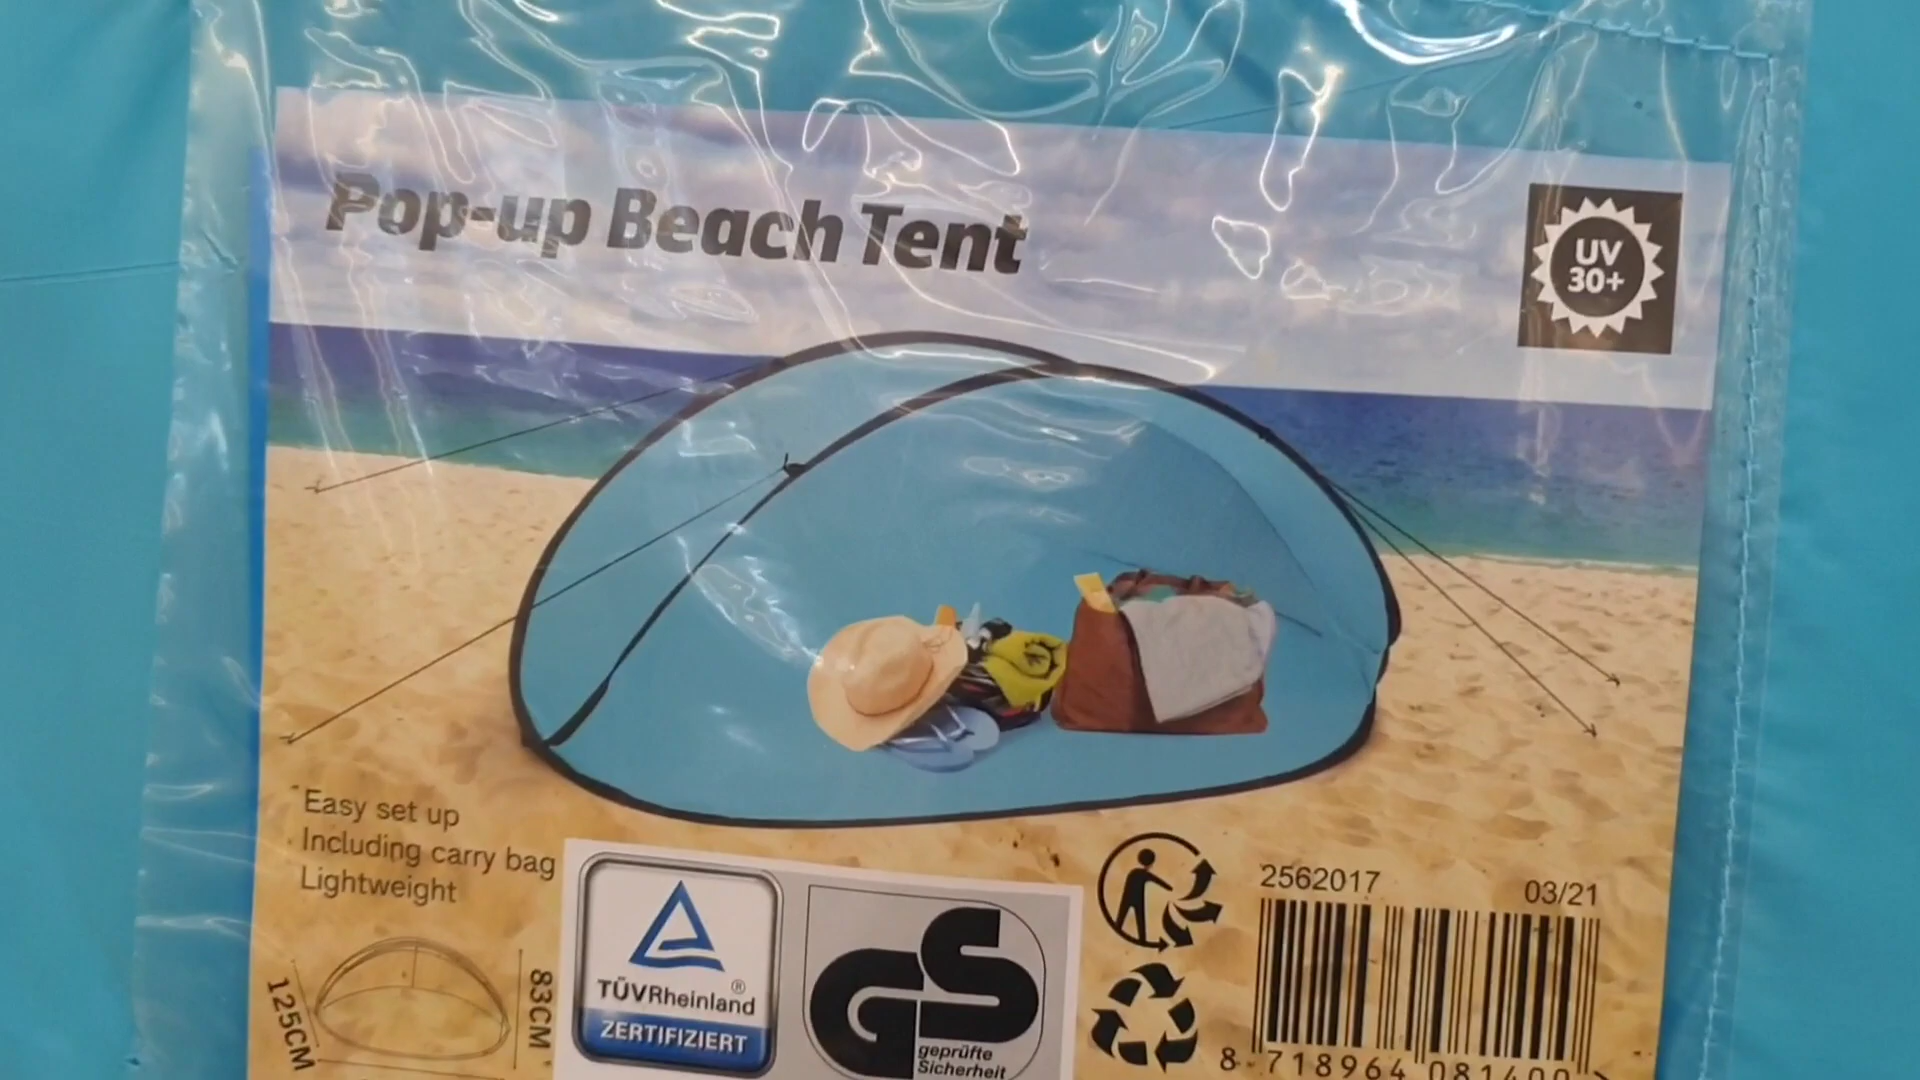 Pop-up Beach Tent
UV
30+
Easy set up
Including carry bag
Lightweight
125CM
83CM
TÜVRheinland®
ZERTIFIZIERT
GS
geprüfte
Sicherheit
2562017
03/21
8 718964 081400 >